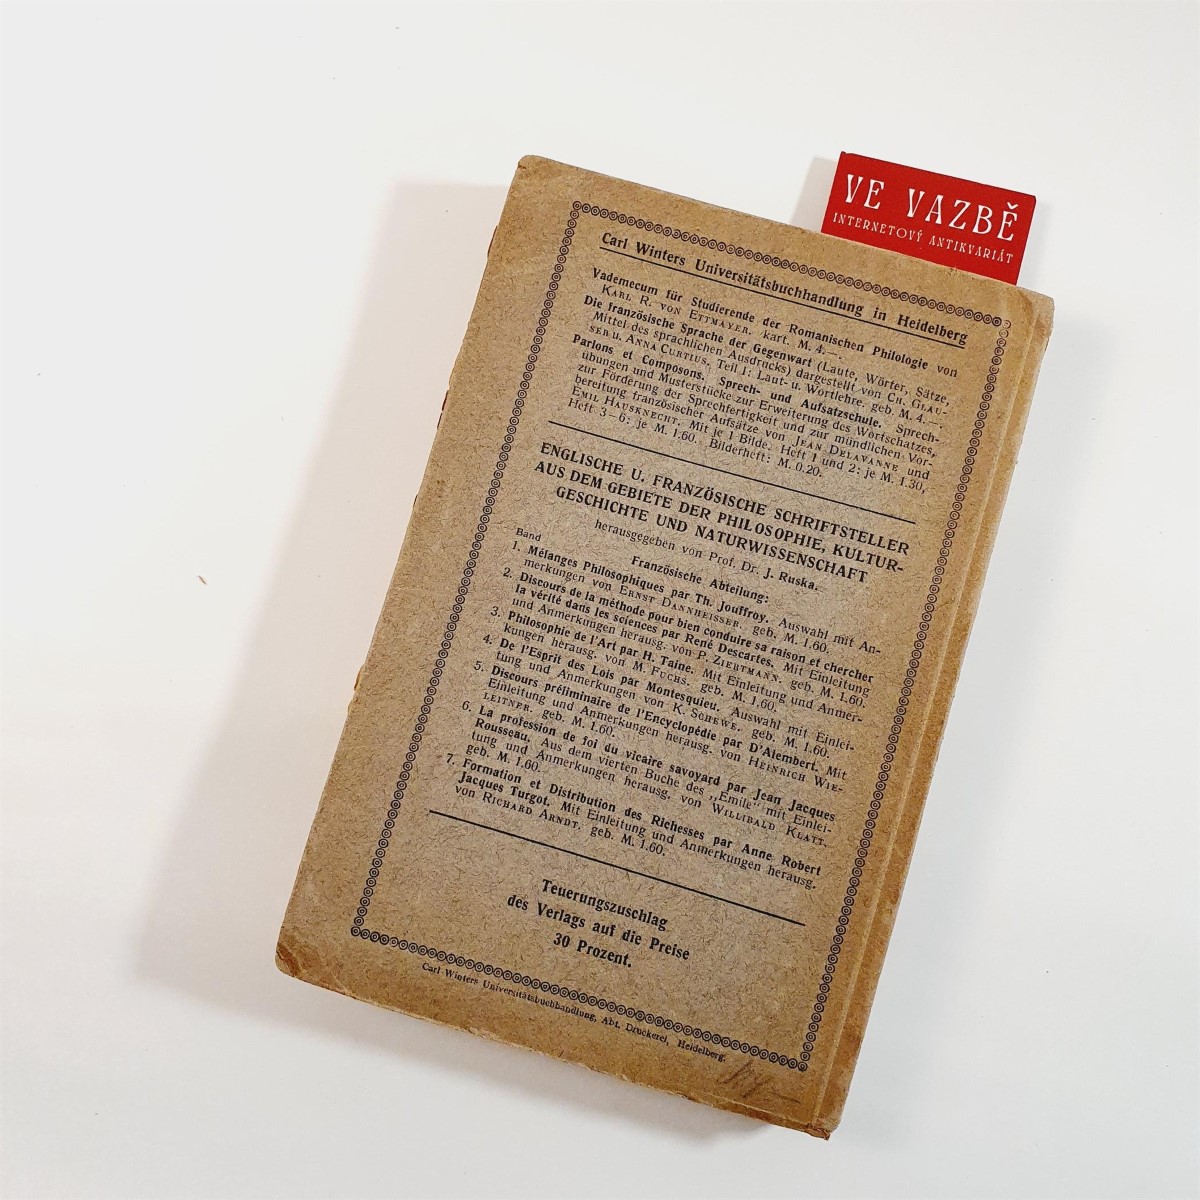 VE VAZBĚ
INTERNETOVÝ ANTIKVARIÁT
Carl Winters Universitätsbuchhandlung in Heidelberg
Vademecum für Studierende der Romanischen Philologie von
KARL R. VON ETTMAYER. kart. M. 4.—.
Die französische Sprache der Gegenwart (Laute, Wörter, Sätze,
Mittel des sprachlichen Ausdrucks) dargestellt von CH. GLAU-
SER u. ANNA CURTIUS. Teil I: Laut- u. Wortlehre. geb. M. 4.—.
Parlons et Composons. Sprech- und Aufsatzschule. Sprech-
übungen und Musterstücke zur Erweiterung des Wortschatzes,
zur Förderung der Sprechfertigkeit und zur mündlichen Vor-
bereitung französischer Aufsätze von JEAN DELAVANNE und
EMIL HAUSKNECHT. Mit je 1 Bilde. Heft 1 und 2: je M. 1.30,
Heft 3–6: je M. 1.60. Bilderheft: M. 0.20.
ENGLISCHE U. FRANZÖSISCHE SCHRIFTSTELLER
AUS DEM GEBIETE DER PHILOSOPHIE, KULTUR-
GESCHICHTE UND NATURWISSENSCHAFT
herausgegeben von Prof. Dr. J. Ruska.
Band Französische Abteilung:
1. Mélanges Philosophiques par Th. Jouffroy. Auswahl mit An-
merkungen von ERNST DANNHEISSER. geb. M. 1.60.
2. Discours de la méthode pour bien conduire sa raison et chercher
la vérité dans les sciences par René Descartes. Mit Einleitung
und Anmerkungen herausg. von P. ZIERTMANN. geb. M. 1.60.
3. Philosophie de l'Art par H. Taine. Mit Einleitung und Anmer-
kungen herausg. von M. FUCHS. geb. M. 1.60.
4. De l'Esprit des Lois par Montesquieu. Auswahl mit Einlei-
tung und Anmerkungen von K. SCHEWE. geb. M. 1.60.
5. Discours préliminaire de l'Encyclopédie par D'Alembert. Mit
Einleitung und Anmerkungen herausg. von HEINRICH WIE-
LEITNER. geb. M. 1.60.
6. La profession de foi du vicaire savoyard par Jean Jacques
Rousseau. Aus dem vierten Buche des „Emile“ mit Einlei-
tung und Anmerkungen herausg. von WILLIBALD KLATT.
geb. M. 1.60.
7. Formation et Distribution des Richesses par Anne Robert
Jacques Turgot. Mit Einleitung und Anmerkungen herausg.
von RICHARD ARNDT. geb. M. 1.60.
Teuerungszuschlag
des Verlags auf die Preise
30 Prozent.
Carl Winters Universitätsbuchhandlung, Abt. Druckerei, Heidelberg.